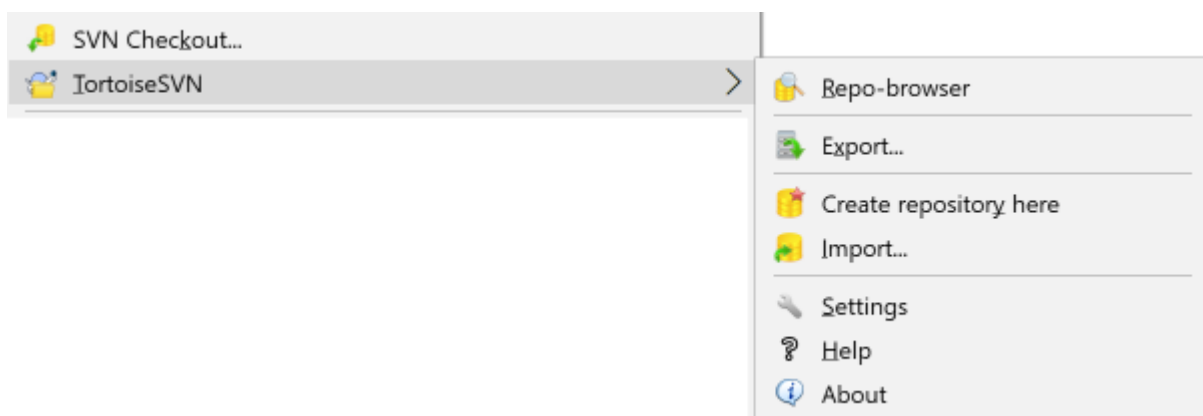 SVN Checkout...
TortoiseSVN
Repo-browser
Export...
Create repository here
Import...
Settings
Help
About